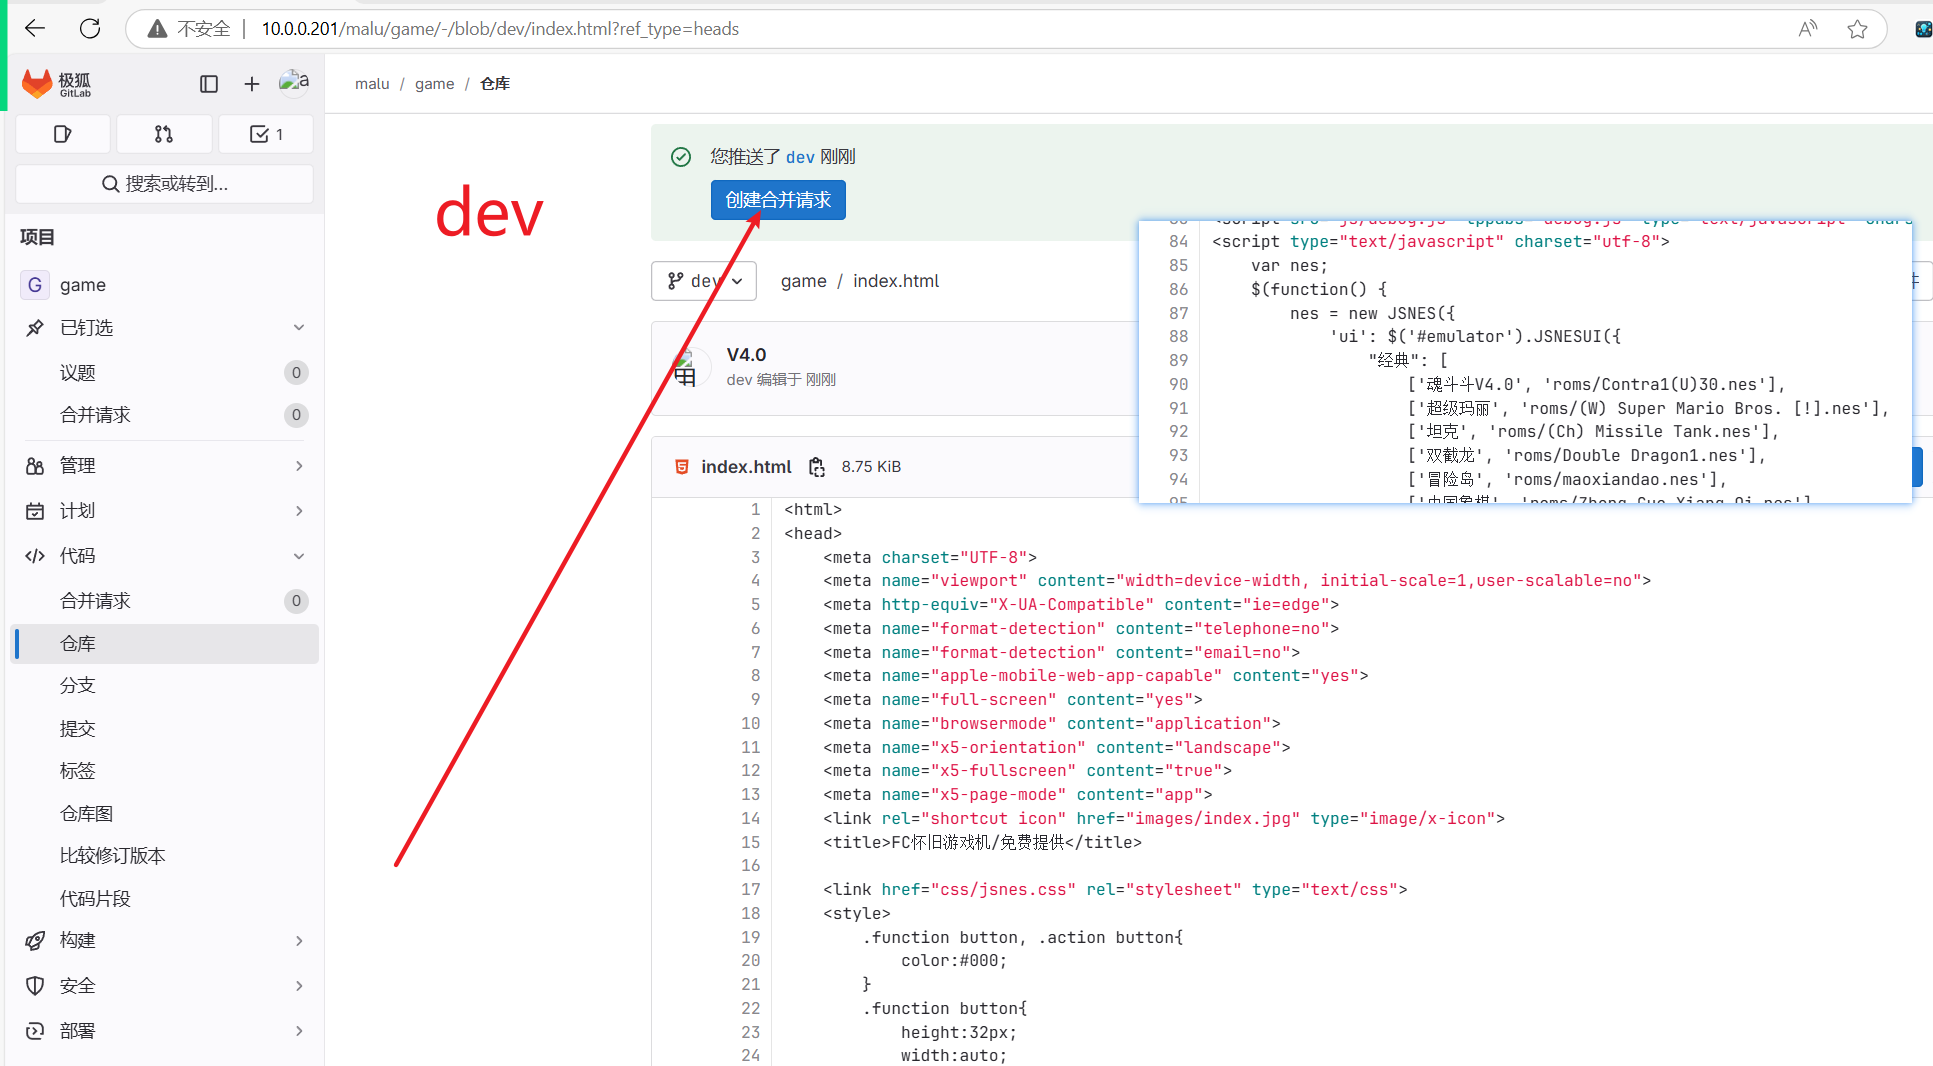 不安全 | 10.0.0.201/malu/game/-/blob/dev/index.html?ref_type=heads
极狐
GitLab
a
1
搜索或转到...
项目
G game
已钉选
议题 0
合并请求 0
管理
计划
代码
合并请求 0
仓库
分支
提交
标签
仓库图
比较修订版本
代码片段
构建
安全
部署
malu / game / 仓库
您推送了 dev 刚刚
创建合并请求
dev
dev
game / index.html
V4.0
dev 编辑于 刚刚
index.html 8.75 KiB
84 <script type="text/javascript" charset="utf-8">
85 var nes;
86 $(function() {
87 nes = new JSNES({
88 'ui': $('#emulator').JSNESUI({
89 "经典": [
90 ['魂斗斗V4.0', 'roms/Contra1(U)30.nes'],
91 ['超级玛丽', 'roms/(W) Super Mario Bros. [!].nes'],
92 ['坦克', 'roms/(Ch) Missile Tank.nes'],
93 ['双截龙', 'roms/Double Dragon1.nes'],
94 ['冒险岛', 'roms/maoxiandao.nes'],
1 <html>
2 <head>
3 <meta charset="UTF-8">
4 <meta name="viewport" content="width=device-width, initial-scale=1,user-scalable=no">
5 <meta http-equiv="X-UA-Compatible" content="ie=edge">
6 <meta name="format-detection" content="telephone=no">
7 <meta name="format-detection" content="email=no">
8 <meta name="apple-mobile-web-app-capable" content="yes">
9 <meta name="full-screen" content="yes">
10 <meta name="browsermode" content="application">
11 <meta name="x5-orientation" content="landscape">
12 <meta name="x5-fullscreen" content="true">
13 <meta name="x5-page-mode" content="app">
14 <link rel="shortcut icon" href="images/index.jpg" type="image/x-icon">
15 <title>FC怀旧游戏机/免费提供</title>
16
17 <link href="css/jsnes.css" rel="stylesheet" type="text/css">
18 <style>
19 .function button, .action button{
20 color:#000;
21 }
22 .function button{
23 height:32px;
24 width:auto;